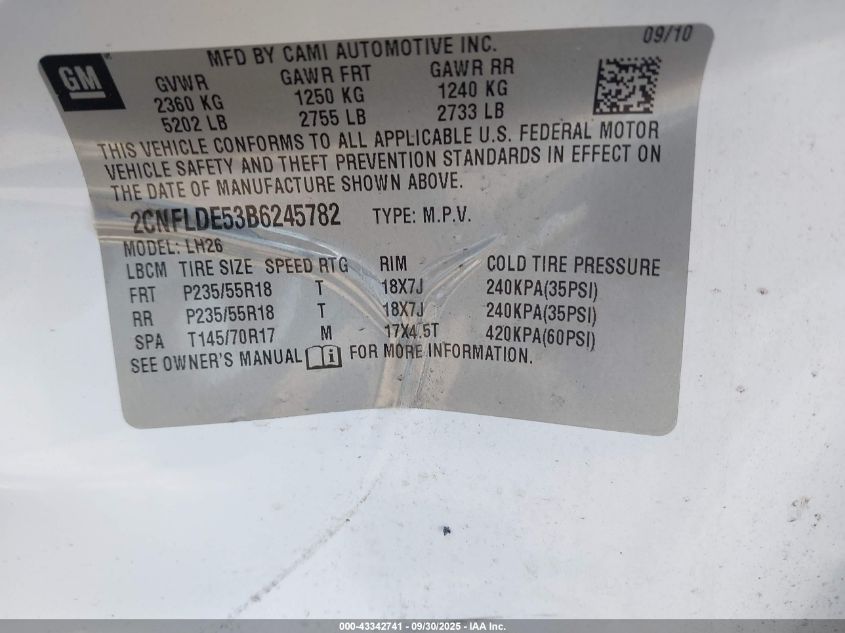 GM
MFD BY CAMI AUTOMOTIVE INC.
09/10
GVWR GAWR FRT GAWR RR
2360 KG 1250 KG 1240 KG
5202 LB 2755 LB 2733 LB
THIS VEHICLE CONFORMS TO ALL APPLICABLE U.S. FEDERAL MOTOR
VEHICLE SAFETY AND THEFT PREVENTION STANDARDS IN EFFECT ON
THE DATE OF MANUFACTURE SHOWN ABOVE.
2CNFLDE53B6245782 TYPE: M.P.V.
MODEL: LH26
LBCM TIRE SIZE SPEED RTG RIM COLD TIRE PRESSURE
FRT P235/55R18 T 18X7J 240KPA(35PSI)
RR P235/55R18 T 18X7J 240KPA(35PSI)
SPA T145/70R17 M 17X4.5T 420KPA(60PSI)
SEE OWNER'S MANUAL FOR MORE INFORMATION.
000-43342741 - 09/30/2025 - IAA Inc.